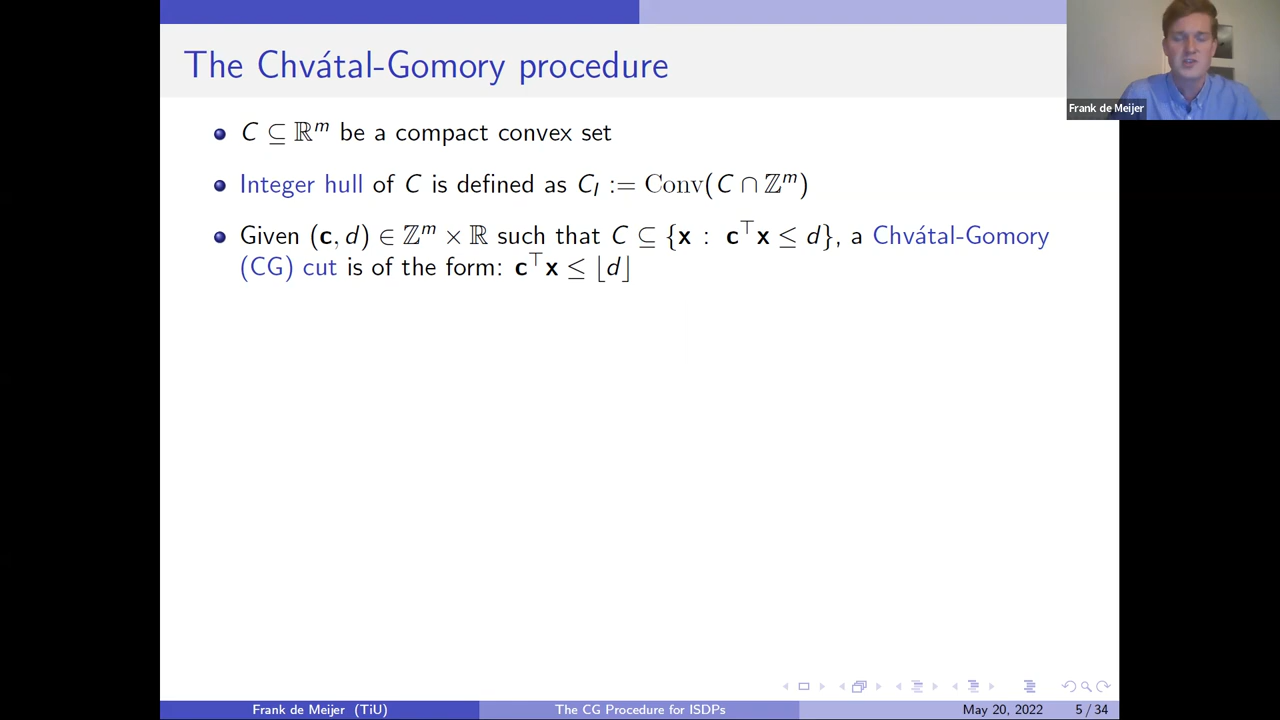 The Chvátal-Gomory procedure
Frank de Meijer
C ⊆ ℝᵐ be a compact convex set
Integer hull of C is defined as C_I := Conv(C ∩ ℤᵐ)
Given (c, d) ∈ ℤᵐ × ℝ such that C ⊆ {x : c⊤x ≤ d}, a Chvátal-Gomory
(CG) cut is of the form: c⊤x ≤ ⌊d⌋
Frank de Meijer (TiU) The CG Procedure for ISDPs May 20, 2022 5 / 34